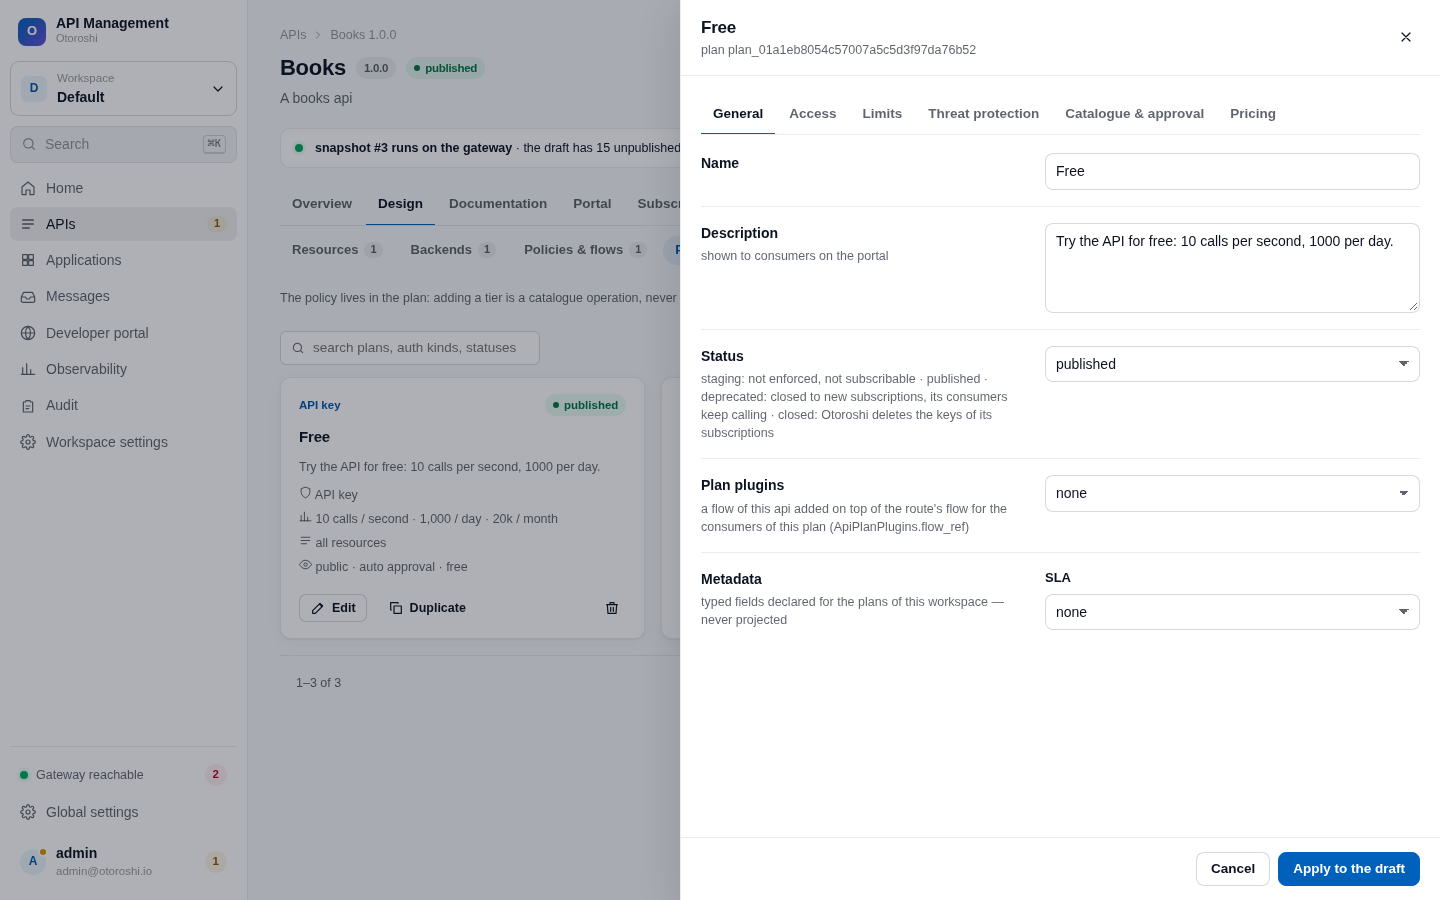 O
API Management
Otoroshi
D
Workspace
Default
Search
⌘K
Home
APIs
1
Applications
Messages
Developer portal
Observability
Audit
Workspace settings
Gateway reachable
2
Global settings
A
admin
admin@otoroshi.io
1
APIs
Books 1.0.0
Books
1.0.0
published
A books api
snapshot #3 runs on the gateway · the draft has 15 unpublished
Overview
Design
Documentation
Portal
Resources 1
Backends 1
Policies & flows 1
The policy lives in the plan: adding a tier is a catalogue operation, never
search plans, auth kinds, statuses
API key
published
Free
Try the API for free: 10 calls per second, 1000 per day.
API key
10 calls / second · 1,000 / day · 20k / month
all resources
public · auto approval · free
Edit
Duplicate
1–3 of 3
Free
plan plan_01a1eb8054c57007a5c5d3f97da76b52
General
Access
Limits
Threat protection
Catalogue & approval
Pricing
Name
Free
Description
shown to consumers on the portal
Try the API for free: 10 calls per second, 1000 per day.
Status
staging: not enforced, not subscribable · published ·
deprecated: closed to new subscriptions, its consumers
keep calling · closed: Otoroshi deletes the keys of its
subscriptions
published
Plan plugins
a flow of this api added on top of the route's flow for the
consumers of this plan (ApiPlanPlugins.flow_ref)
none
Metadata
typed fields declared for the plans of this workspace —
never projected
SLA
none
Cancel
Apply to the draft